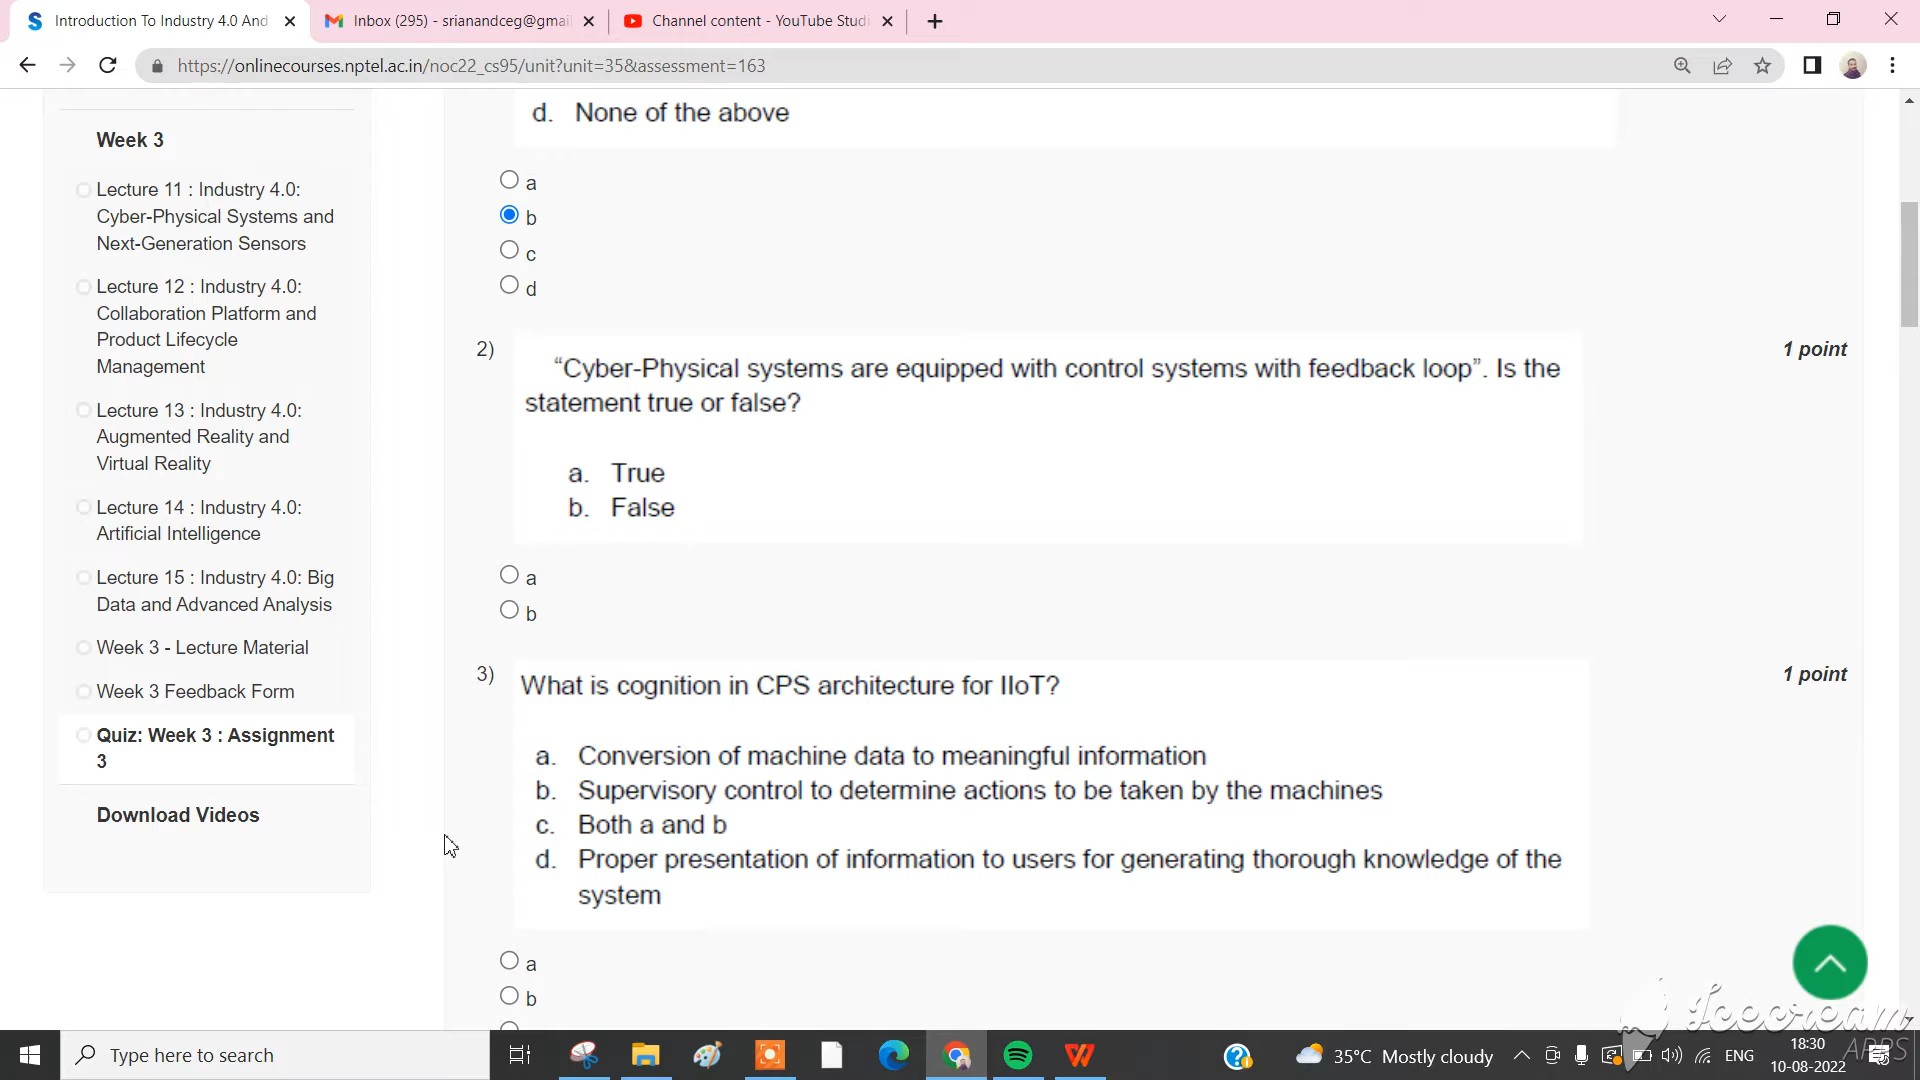 Introduction To Industry 4.0 And
Inbox (295) - srianandceg@gmai
Channel content - YouTube Studi
https://onlinecourses.nptel.ac.in/noc22_cs95/unit?unit=35&assessment=163
Week 3
Lecture 11 : Industry 4.0:
Cyber-Physical Systems and
Next-Generation Sensors
Lecture 12 : Industry 4.0:
Collaboration Platform and
Product Lifecycle
Management
Lecture 13 : Industry 4.0:
Augmented Reality and
Virtual Reality
Lecture 14 : Industry 4.0:
Artificial Intelligence
Lecture 15 : Industry 4.0: Big
Data and Advanced Analysis
Week 3 - Lecture Material
Week 3 Feedback Form
Quiz: Week 3 : Assignment
3
Download Videos
d. None of the above
a
b
c
d
2) 1 point
“Cyber-Physical systems are equipped with control systems with feedback loop”. Is the
statement true or false?
a. True
b. False
a
b
3) 1 point
What is cognition in CPS architecture for IIoT?
a. Conversion of machine data to meaningful information
b. Supervisory control to determine actions to be taken by the machines
c. Both a and b
d. Proper presentation of information to users for generating thorough knowledge of the
system
a
b
Icecream
APPS
Type here to search
35°C Mostly cloudy
ENG
18:30
10-08-2022